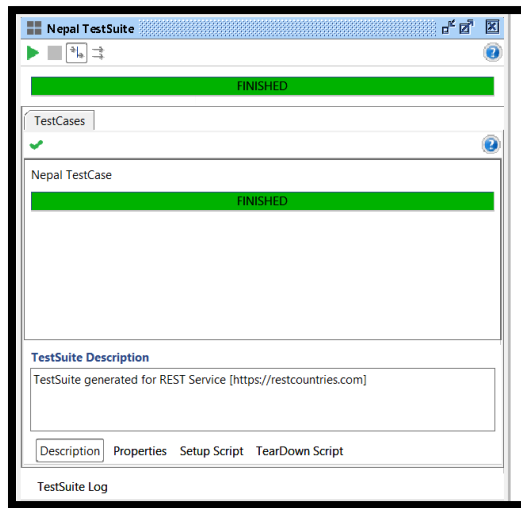 Nepal TestSuite
FINISHED
TestCases
Nepal TestCase
FINISHED
TestSuite Description
TestSuite generated for REST Service [https://restcountries.com]
Description Properties Setup Script TearDown Script
TestSuite Log